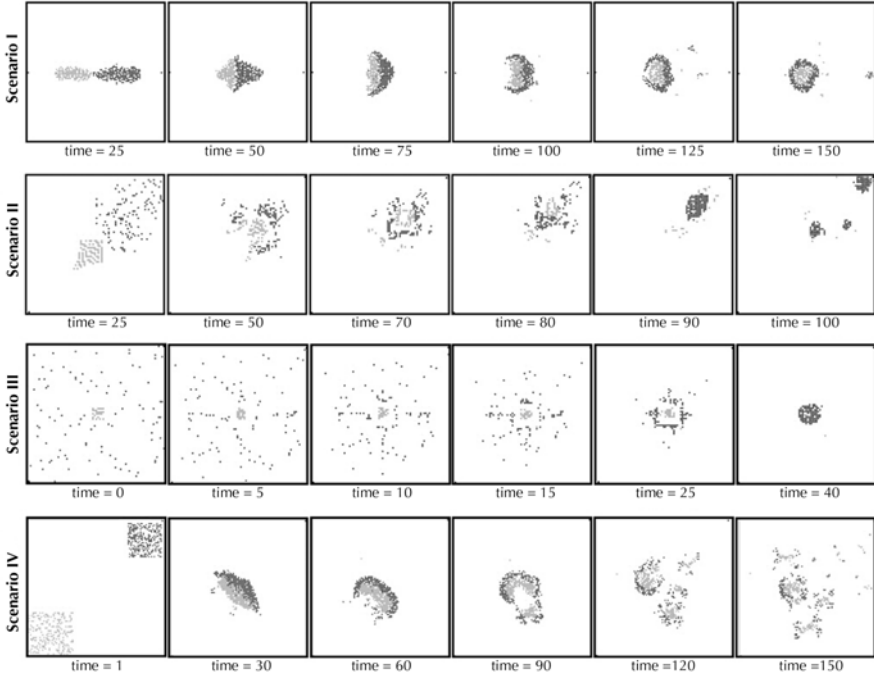 Scenario I
time = 25 time = 50 time = 75 time = 100 time = 125 time = 150
Scenario II
time = 25 time = 50 time = 70 time = 80 time = 90 time = 100
Scenario III
time = 0 time = 5 time = 10 time = 15 time = 25 time = 40
Scenario IV
time = 1 time = 30 time = 60 time = 90 time =120 time =150